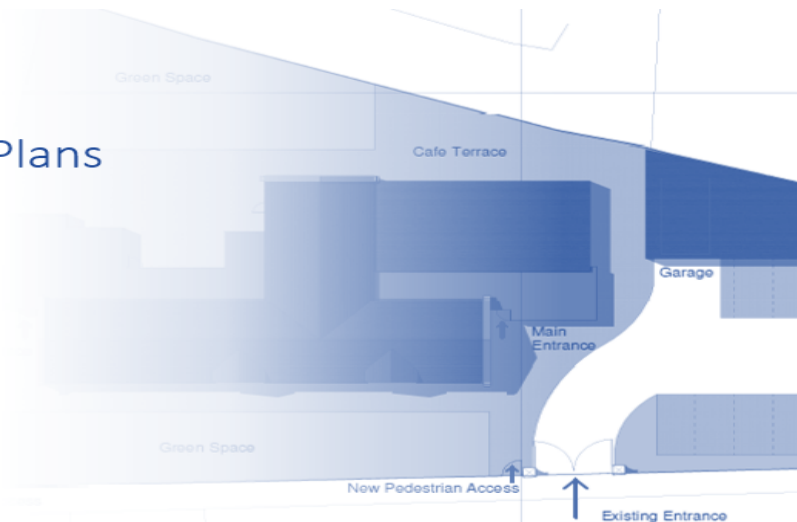 Green Space
Plans
Cafe Terrace
Garage
Main
Entrance
Green Space
New Pedestrian Access
Existing Entrance